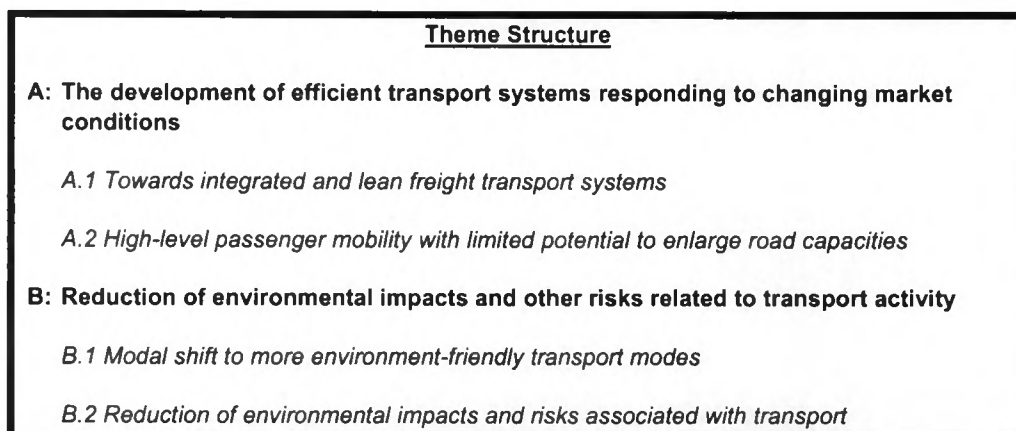 Theme Structure
A: The development of efficient transport systems responding to changing market
conditions
A.1 Towards integrated and lean freight transport systems
A.2 High-level passenger mobility with limited potential to enlarge road capacities
B: Reduction of environmental impacts and other risks related to transport activity
B.1 Modal shift to more environment-friendly transport modes
B.2 Reduction of environmental impacts and risks associated with transport